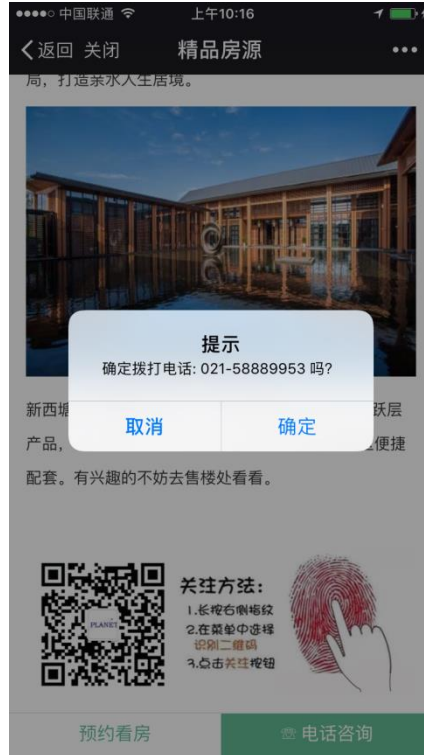 中国联通 上午10:16
返回 关闭 精品房源
局，打造亲水人生居境。
提示
确定拨打电话: 021-58889953 吗?
取消 确定
新西塘 跃层
产品， 便捷
配套。有兴趣的不妨去售楼处看看。
PLANET
关注方法:
1.长按右侧指纹
2.在菜单中选择
识别二维码
3.点击关注按钮
预约看房 电话咨询